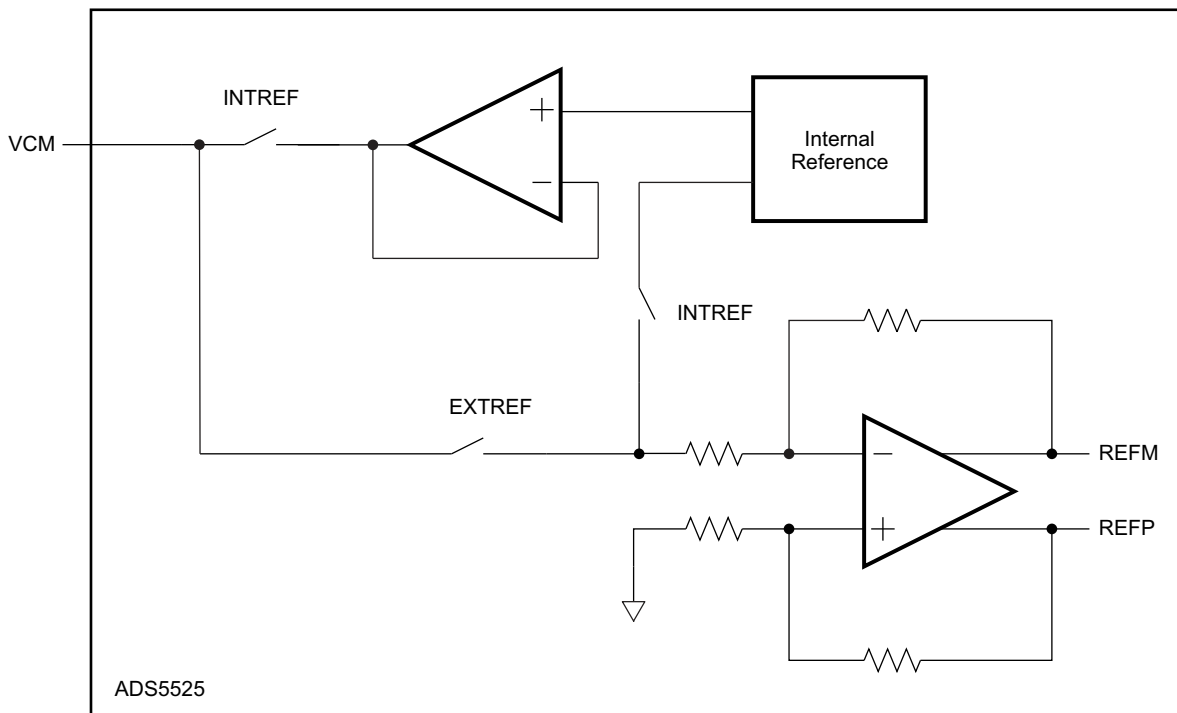 INTREF
VCM
+
−
Internal
Reference
INTREF
EXTREF
−
REFM
+
REFP
ADS5525